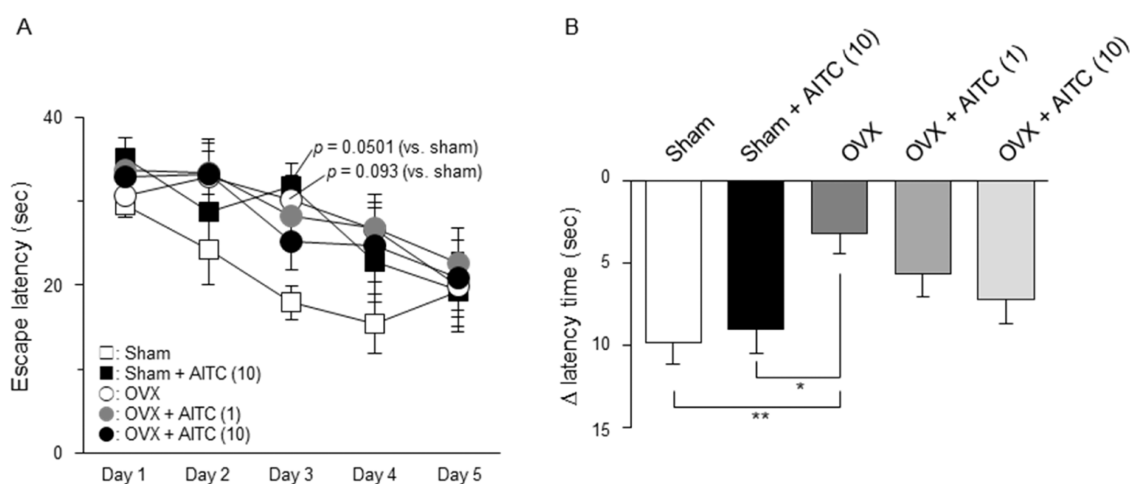 A
Escape latency (sec)
40
20
0
p = 0.0501 (vs. sham)
p = 0.093 (vs. sham)
: Sham
: Sham + AITC (10)
: OVX
: OVX + AITC (1)
: OVX + AITC (10)
Day 1 Day 2 Day 3 Day 4 Day 5
B
Sham
Sham + AITC (10)
OVX
OVX + AITC (1)
OVX + AITC (10)
Δ latency time (sec)
0
5
10
15
*
**